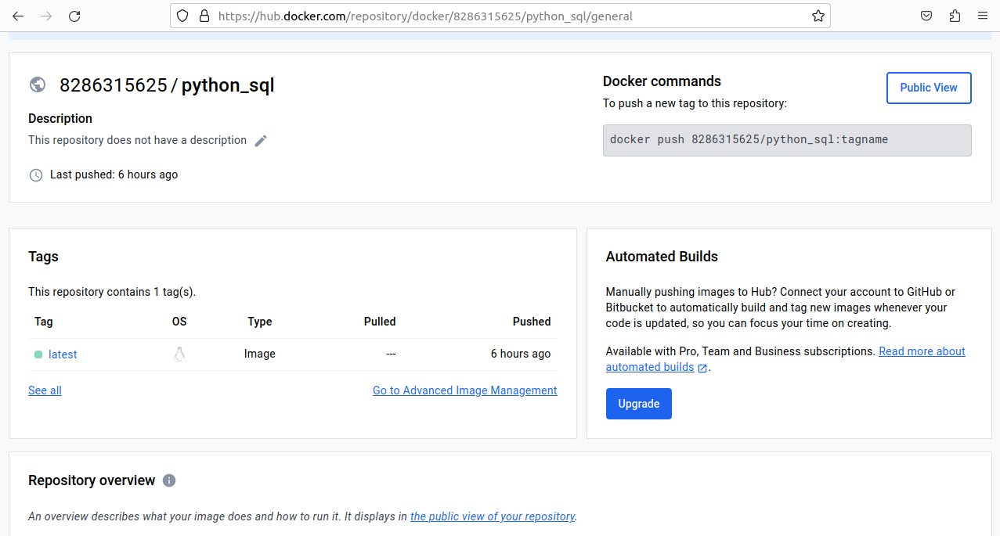 https://hub.docker.com/repository/docker/8286315625/python_sql/general
8286315625 / python_sql
Description
This repository does not have a description
Last pushed: 6 hours ago
Docker commands
Public View
To push a new tag to this repository:
docker push 8286315625/python_sql:tagname
Tags
This repository contains 1 tag(s).
Tag OS Type Pulled Pushed
latest Image --- 6 hours ago
See all Go to Advanced Image Management
Automated Builds
Manually pushing images to Hub? Connect your account to GitHub or
Bitbucket to automatically build and tag new images whenever your
code is updated, so you can focus your time on creating.
Available with Pro, Team and Business subscriptions. Read more about
automated builds .
Upgrade
Repository overview
An overview describes what your image does and how to run it. It displays in the public view of your repository.